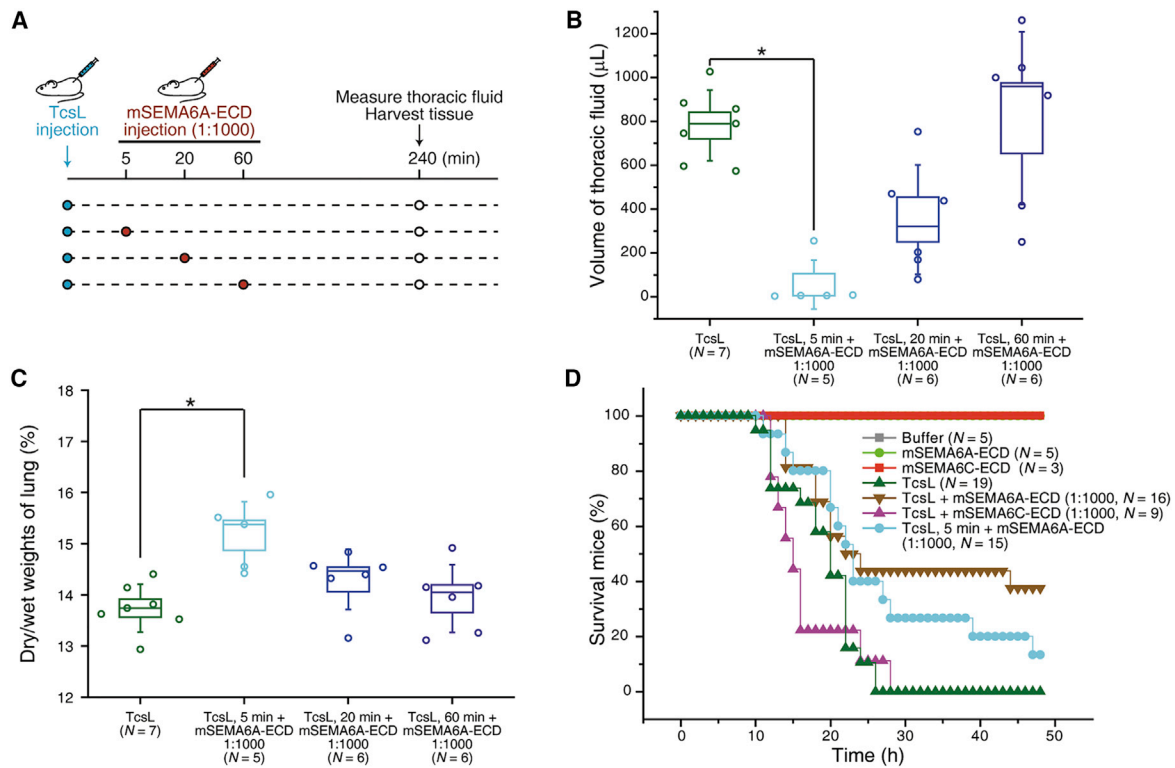 A
TcsL
injection
mSEMA6A-ECD
injection (1:1000)
Measure thoracic fluid
Harvest tissue
5
20
60
240 (min)
B
Volume of thoracic fluid (μL)
1200
1000
800
600
400
200
0
*
TcsL
(N = 7)
TcsL, 5 min +
mSEMA6A-ECD
1:1000
(N = 5)
TcsL, 20 min +
mSEMA6A-ECD
1:1000
(N = 6)
TcsL, 60 min +
mSEMA6A-ECD
1:1000
(N = 6)
C
Dry/wet weights of lung (%)
18
17
16
15
14
13
12
*
TcsL
(N = 7)
TcsL, 5 min +
mSEMA6A-ECD
1:1000
(N = 5)
TcsL, 20 min +
mSEMA6A-ECD
1:1000
(N = 6)
TcsL, 60 min +
mSEMA6A-ECD
1:1000
(N = 6)
D
Survival mice (%)
100
80
60
40
20
0
Buffer (N = 5)
mSEMA6A-ECD (N = 5)
mSEMA6C-ECD (N = 3)
TcsL (N = 19)
TcsL + mSEMA6A-ECD (1:1000, N = 16)
TcsL + mSEMA6C-ECD (1:1000, N = 9)
TcsL, 5 min + mSEMA6A-ECD
(1:1000, N = 15)
0
10
20
30
40
50
Time (h)